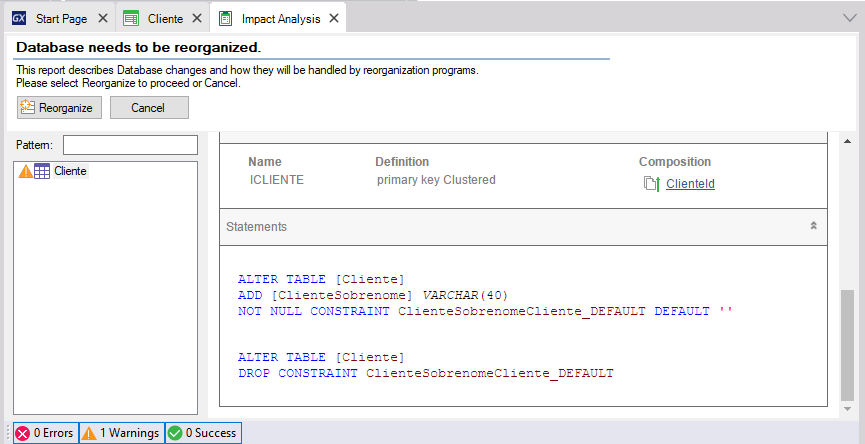 GX Start Page Cliente Impact Analysis
Database needs to be reorganized.
This report describes Database changes and how they will be handled by reorganization programs.
Please select Reorganize to proceed or Cancel.
Reorganize Cancel
Pattern:
Cliente
Name Definition Composition
ICLIENTE primary key Clustered ClienteId
Statements
ALTER TABLE [Cliente]
ADD [ClienteSobrenome] VARCHAR(40)
NOT NULL CONSTRAINT ClienteSobrenomeCliente_DEFAULT DEFAULT ''
ALTER TABLE [Cliente]
DROP CONSTRAINT ClienteSobrenomeCliente_DEFAULT
0 Errors 1 Warnings 0 Success